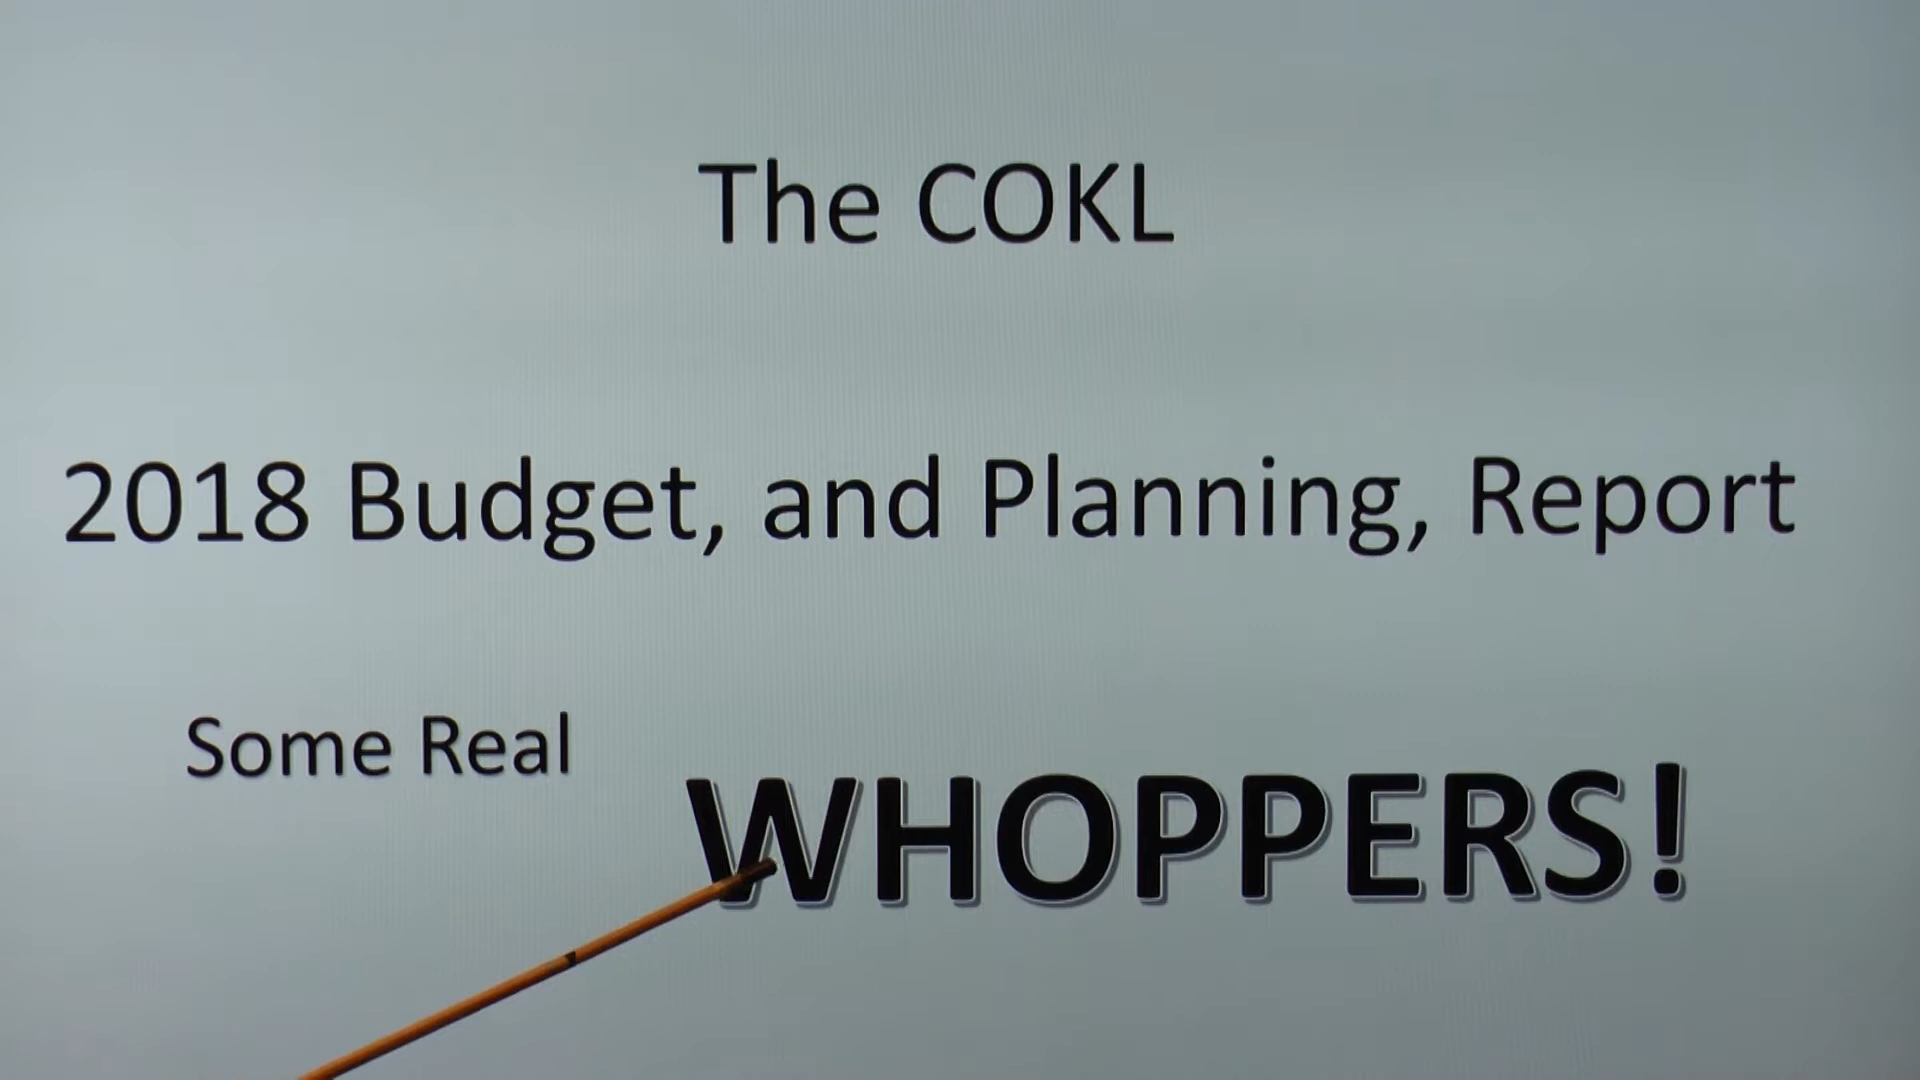 The COKL
2018 Budget, and Planning, Report
Some Real WHOPPERS!